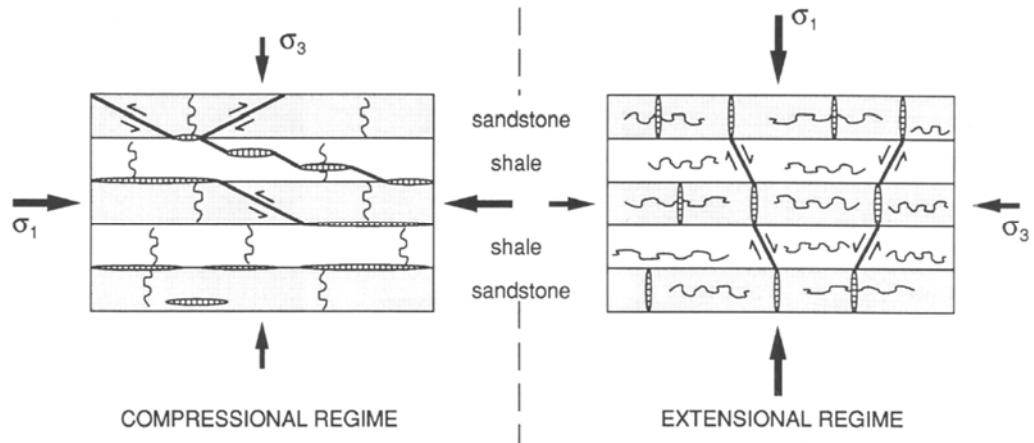 σ3
σ1
sandstone
shale
σ1
σ3
shale
sandstone
COMPRESSIONAL REGIME
EXTENSIONAL REGIME